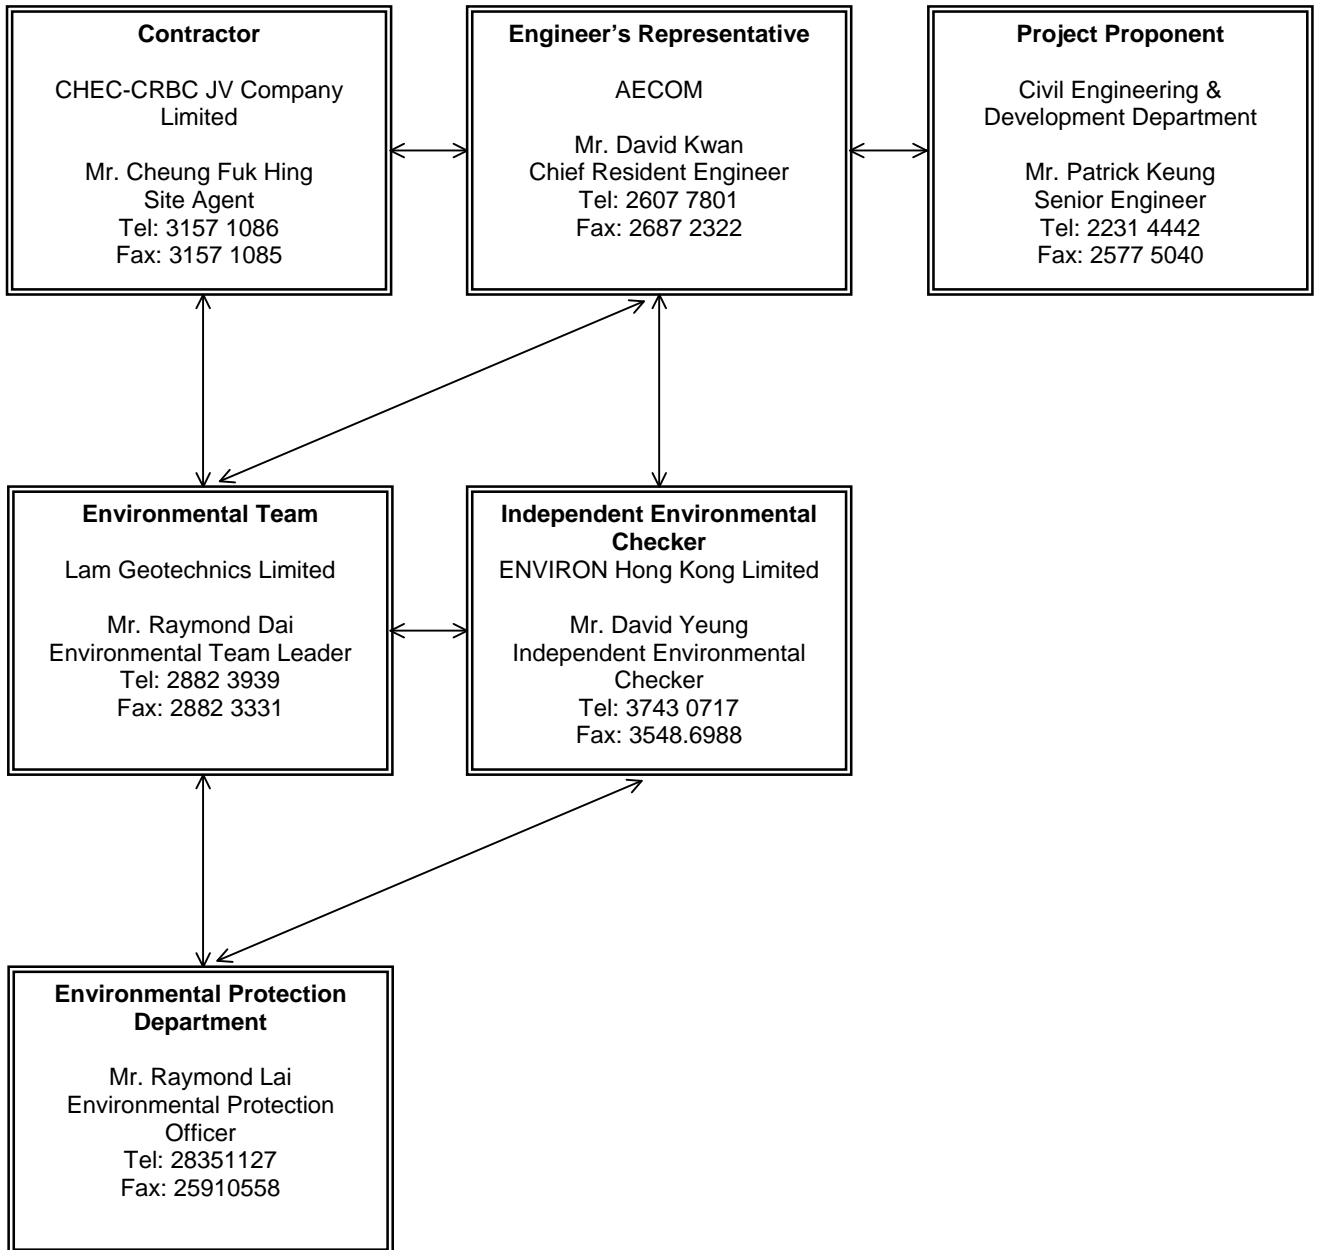 Contractor
CHEC-CRBC JV Company
Limited
Mr. Cheung Fuk Hing
Site Agent
Tel: 3157 1086
Fax: 3157 1085
Engineer’s Representative
AECOM
Mr. David Kwan
Chief Resident Engineer
Tel: 2607 7801
Fax: 2687 2322
Project Proponent
Civil Engineering &
Development Department
Mr. Patrick Keung
Senior Engineer
Tel: 2231 4442
Fax: 2577 5040
Environmental Team
Lam Geotechnics Limited
Mr. Raymond Dai
Environmental Team Leader
Tel: 2882 3939
Fax: 2882 3331
Independent Environmental
Checker
ENVIRON Hong Kong Limited
Mr. David Yeung
Independent Environmental
Checker
Tel: 3743 0717
Fax: 3548.6988
Environmental Protection
Department
Mr. Raymond Lai
Environmental Protection
Officer
Tel: 28351127
Fax: 25910558